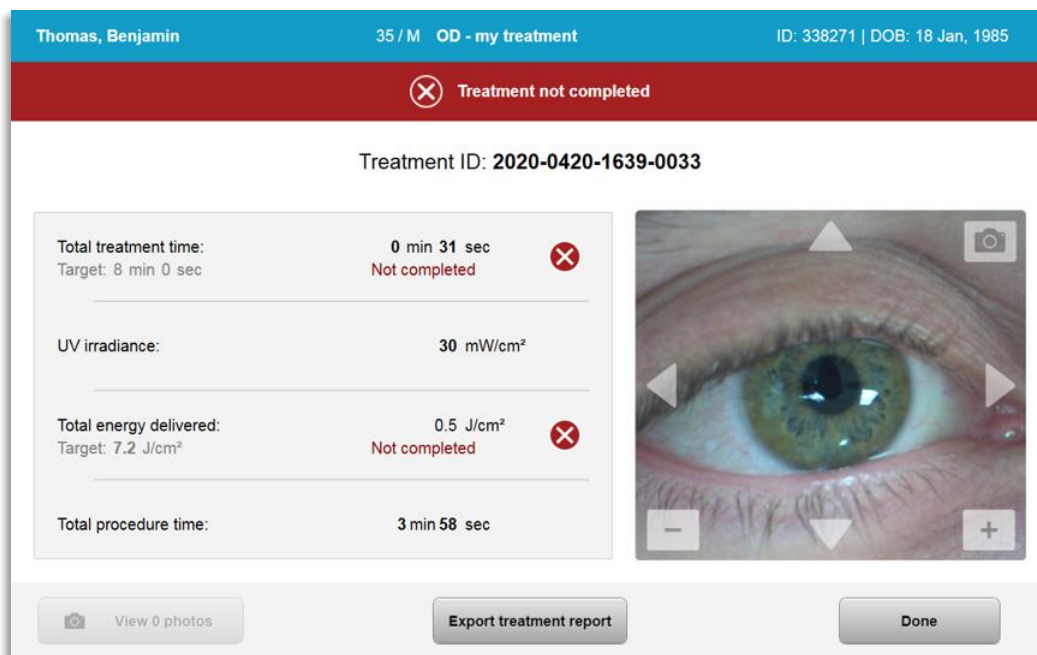 Thomas, Benjamin 35 / M OD - my treatment ID: 338271 | DOB: 18 Jan, 1985
Treatment not completed
Treatment ID: 2020-0420-1639-0033
Total treatment time: 0 min 31 sec
Target: 8 min 0 sec Not completed
UV irradiance: 30 mW/cm²
Total energy delivered: 0.5 J/cm²
Target: 7.2 J/cm² Not completed
Total procedure time: 3 min 58 sec
View 0 photos Export treatment report Done